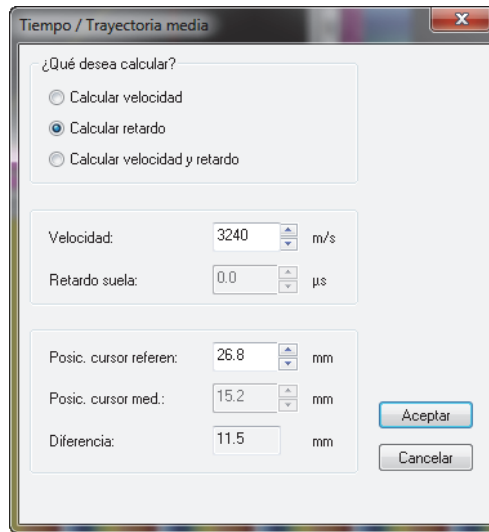 Tiempo / Trayectoria media
¿Qué desea calcular?
Calcular velocidad
Calcular retardo
Calcular velocidad y retardo
Velocidad: 3240 m/s
Retardo suela: 0.0 µs
Posic. cursor referen: 26.8 mm
Posic. cursor med.: 15.2 mm
Diferencia: 11.5 mm
Aceptar
Cancelar